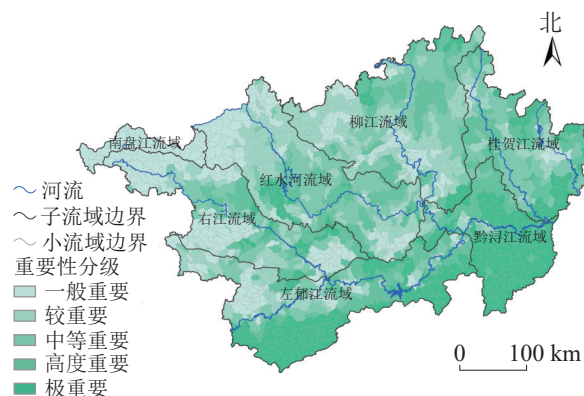 北
南盘江流域
柳江流域
桂贺江流域
红水河流域
右江流域
黔浔江流域
左郁江流域
河流
子流域边界
小流域边界
重要性分级
一般重要
较重要
中等重要
高度重要
极重要
0 100 km